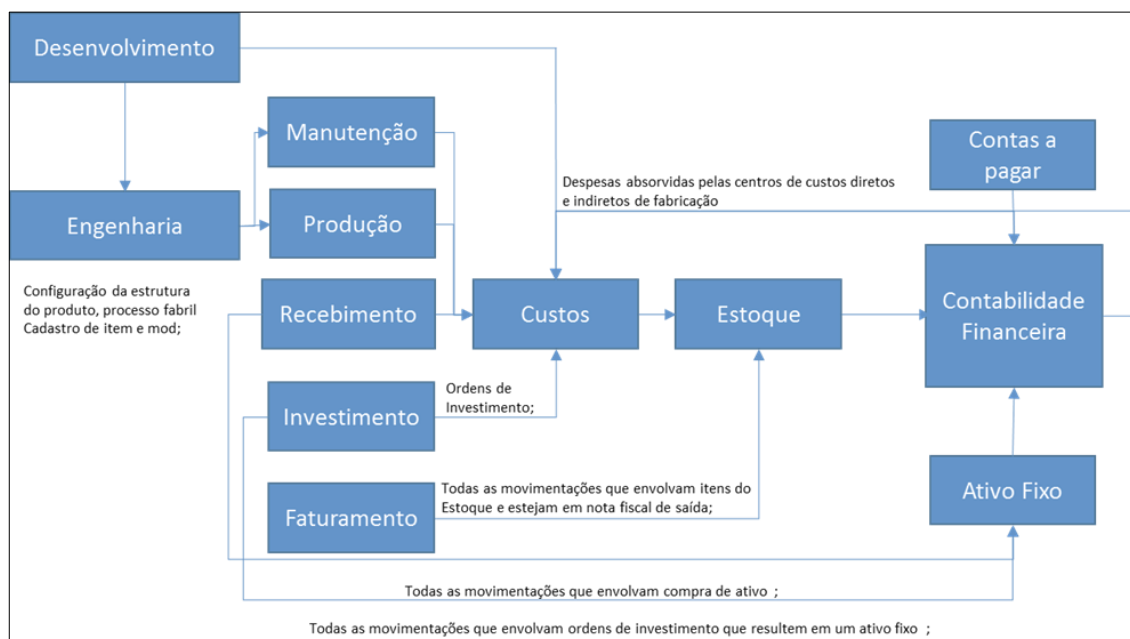 Desenvolvimento
Manutenção
Contas a
pagar
Despesas absorvidas pelas centros de custos diretos
e indiretos de fabricação
Engenharia
Produção
Configuração da estrutura
do produto, processo fabril
Cadastro de item e mod;
Recebimento
Custos
Estoque
Contabilidade
Financeira
Investimento
Ordens de
Investimento;
Faturamento
Todas as movimentações que envolvam itens do
Estoque e estejam em nota fiscal de saída;
Ativo Fixo
Todas as movimentações que envolvam compra de ativo ;
Todas as movimentações que envolvam ordens de investimento que resultem em um ativo fixo ;